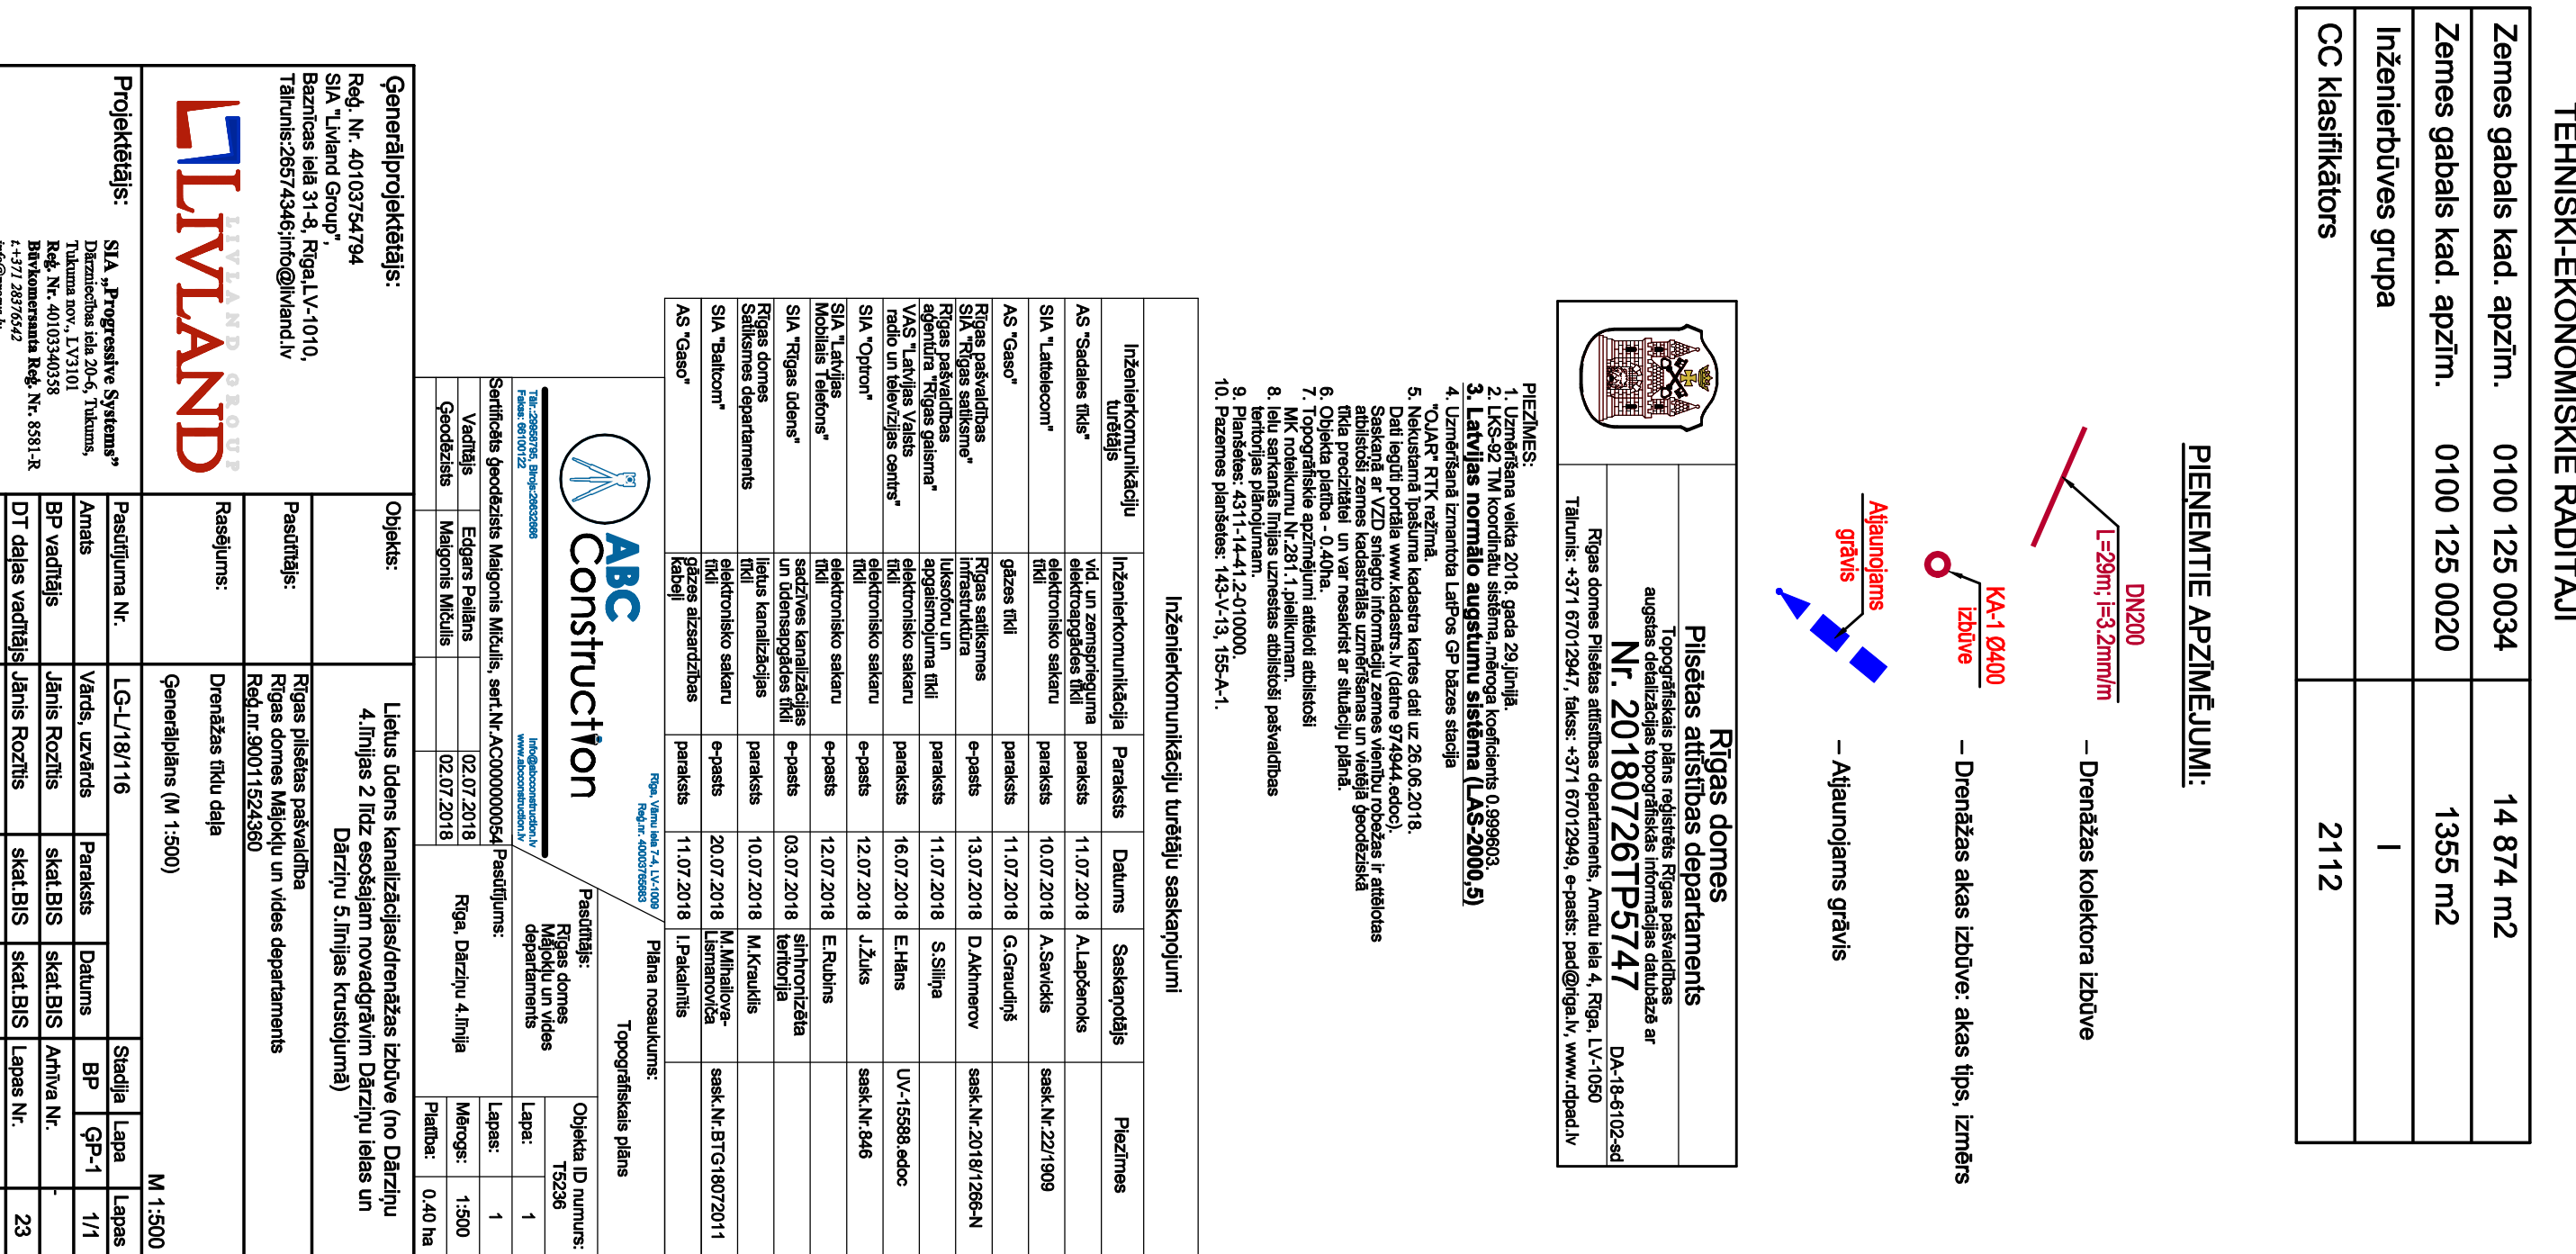 TEHNISKI-EKONOMISKIE RĀDĪTĀJI
Zemes gabals kad. apzīm. 0100 125 0034 14 874 m2
Zemes gabals kad. apzīm. 0100 125 0020 1355 m2
Inženierbūves grupa I
CC klasifikātors 2112
PIEŅEMTIE APZĪMĒJUMI:
DN200
L=29m; i=3.2mm/m
– Drenāžas kolektora izbūve
KA-1 Ø400
izbūve
– Drenāžas akas izbūve: akas tips, izmērs
Atjaunojams
grāvis
– Atjaunojams grāvis
Rīgas domes
Pilsētas attīstības departaments
Topogrāfiskais plāns reģistrēts Rīgas pašvaldības
augstas detalizācijas topogrāfiskās informācijas datubāzē ar
Nr. 20180726TP5747 DA-18-6102-sd
Rīgas domes Pilsētas attīstības departaments, Amatu iela 4, Rīga, LV-1050
Tālrunis: +371 67012947, fakss: +371 67012949, e-pasts: pad@riga.lv, www.rdpad.lv
PIEZĪMES:
1. Uzmērīšana veikta 2018. gada 29.jūnijā.
2. LKS-92 TM koordinātu sistēma,mēroga koeficients 0.999603.
3. Latvijas normālo augstumu sistēma (LAS-2000,5)
4. Uzmērīšanā izmantota LatPos GP bāzes stacija
"OJAR" RTK režīmā.
5. Nekustamā īpašuma kadastra kartes dati uz 26.06.2018.
Dati iegūti portāla www.kadastrs.lv (datne 974944.edoc).
Saskaņā ar VZD sniegto informāciju zemes vienību robežas ir attēlotas
atbilstoši zemes kadastrālās uzmērīšanas un vietējā ģeodēziskā
tīkla precizitātei un var nesakrist ar situāciju plānā.
6. Objekta platība - 0,40ha.
7. Topogrāfiskie apzīmējumi attēloti atbilstoši
MK noteikumu Nr.281.1.pielikumam.
8. Ielu sarkanās līnijas uznestas atbilstoši pašvaldības
teritorijas plānojumam.
9. Planšetes: 4311-14-41.2-010000.
10. Pazemes planšetes: 143-V-13, 155-A-1.
Inženierkomunikāciju turētāju saskaņojumi
Inženierkomunikāciju turētājs Inženierkomunikācija Paraksts Datums Saskaņotājs Piezīmes
AS "Sadales tīkls" vid. un zemsprieguma elektroapgādes tīkli paraksts 11.07.2018 A.Lapčenoks
SIA "Lattelecom" elektronisko sakaru tīkli paraksts 10.07.2018 A.Savickis sask.Nr.22/1909
AS "Gaso" gāzes tīkli paraksts 11.07.2018 G.Graudiņš
Rīgas pašvaldības SIA "Rīgas satiksme" Rīgas satiksmes infrastruktūra e-pasts 13.07.2018 D.Akhmerov sask.Nr.2018/1266-N
Rīgas pašvaldības aģentūra "Rīgas gaisma" luksoforu un apgaismojuma tīkli paraksts 11.07.2018 S.Siliņa
VAS "Latvijas Valsts radio un televīzijas centrs" elektronisko sakaru tīkli paraksts 16.07.2018 E.Hāns UV-15588.edoc
SIA "Optron" elektronisko sakaru tīkli e-pasts 12.07.2018 J.Žuks sask.Nr.846
SIA "Latvijas Mobilais Telefons" elektronisko sakaru tīkli e-pasts 12.07.2018 E.Rubins
SIA "Rīgas ūdens" sadzīves kanalizācijas un ūdensapgādes tīkli e-pasts 03.07.2018 sinhronizēta teritorija
Rīgas domes Satiksmes departaments lietus kanalizācijas tīkli paraksts 10.07.2018 M.Krauklis
SIA "Baltcom" elektronisko sakaru tīkli e-pasts 20.07.2018 M.Mihailova-Lismanoviča sask.Nr.BTG18072011
AS "Gaso" gāzes aizsardzības kabeļi paraksts 11.07.2018 I.Pakalnītis
Rīga, Vāmu iela 7-4, LV-1009
Reģ.nr. 40003765683
ABC
Construction
Tālr.:29958795, Birojs:26632666
Fakss: 66100122
info@abcconstruction.lv
www.abcconstruction.lv
Plāna nosaukums:
Topogrāfiskais plāns
Pasūtītājs:
Rīgas domes
Mājokļu un vides
departaments
Objekta ID numurs:
T5236
Lapa: 1
Sertificēts ģeodēzists Maigonis Mičulis, sert.Nr.AC000000054
Vadītājs Edgars Peilāns 02.07.2018
Ģeodēzists Maigonis Mičulis 02.07.2018
Pasūtījums:
Rīga, Dārziņu 4.līnija
Lapas: 1
Mērogs: 1:500
Platība: 0.40 ha
Ģenerālprojektētājs:
Reģ. Nr. 40103754794
SIA "Livland Group",
Baznīcas ielā 31-8, Rīga,LV-1010,
Tālrunis:26574346;info@livland.lv
LIVLAND GROUP
LIVLAND
Projektētājs:
SIA „Progressive Systems”
Dārzniecības iela 20-6, Tukums,
Tukuma nov., LV3101
Reģ. Nr. 40103340358
Būvkomersanta Reģ. Nr. 8581-R
t.+371 28376542
Objekts:
Lietus ūdens kanalizācijas/drenāžas izbūve (no Dārziņu
4.līnijas 2 līdz esošajam novadgrāvim Dārziņu ielas un
Dārziņu 5.līnijas krustojumā)
Pasūtītājs:
Rīgas pilsētas pašvaldība
Rīgas domes Mājokļu un vides departaments
Reģ.nr.90011524360
Rasējums:
Drenāžas tīklu daļa
Ģenerālplāns (M 1:500)
M 1:500
Pasūtījuma Nr. LG-L/18/116 Stadija Lapa Lapas
Amats Vārds, uzvārds Paraksts Datums BP ĢP-1 1/1
BP vadītājs Jānis Rozītis skat.BIS skat.BIS Arhīva Nr. -
DT daļas vadītājs Jānis Rozītis skat.BIS skat.BIS Lapas Nr. 23